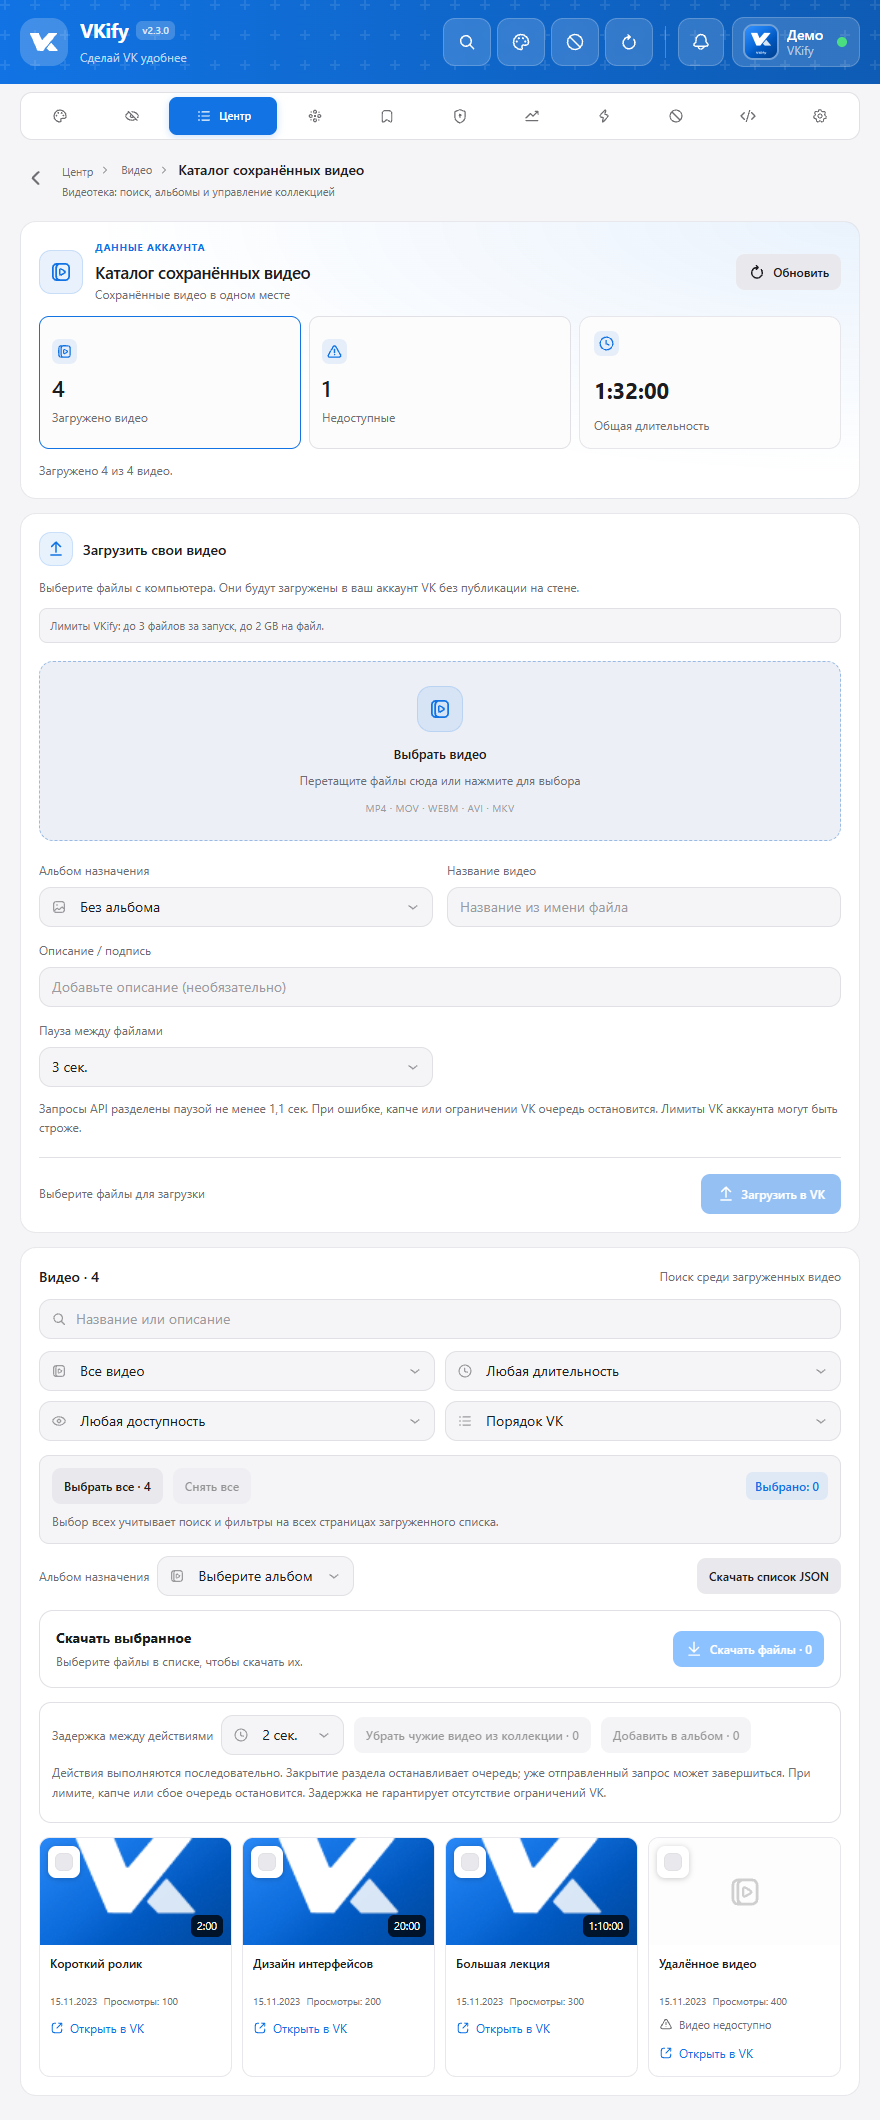 VKify v2.3.0
Сделай VK удобнее
Демо
VKify
Центр
Центр > Видео > Каталог сохранённых видео
Видеотека: поиск, альбомы и управление коллекцией
ДАННЫЕ АККАУНТА
Каталог сохранённых видео
Сохранённые видео в одном месте
Обновить
4
Загружено видео
1
Недоступные
1:32:00
Общая длительность
Загружено 4 из 4 видео.
Загрузить свои видео
Выберите файлы с компьютера. Они будут загружены в ваш аккаунт VK без публикации на стене.
Лимиты VKify: до 3 файлов за запуск, до 2 GB на файл.
Выбрать видео
Перетащите файлы сюда или нажмите для выбора
MP4 · MOV · WEBM · AVI · MKV
Альбом назначения
Без альбома
Название видео
Название из имени файла
Описание / подпись
Добавьте описание (необязательно)
Пауза между файлами
3 сек.
Запросы API разделены паузой не менее 1,1 сек. При ошибке, капче или ограничении VK очередь остановится. Лимиты VK аккаунта могут быть
строже.
Выберите файлы для загрузки
Загрузить в VK
Видео · 4
Поиск среди загруженных видео
Название или описание
Все видео
Любая длительность
Любая доступность
Порядок VK
Выбрать все · 4
Снять все
Выбрано: 0
Выбор всех учитывает поиск и фильтры на всех страницах загруженного списка.
Альбом назначения
Выберите альбом
Скачать список JSON
Скачать выбранное
Выберите файлы в списке, чтобы скачать их.
Скачать файлы · 0
Задержка между действиями
2 сек.
Убрать чужие видео из коллекции · 0
Добавить в альбом · 0
Действия выполняются последовательно. Закрытие раздела останавливает очередь; уже отправленный запрос может завершиться. При
лимите, капче или сбое очередь остановится. Задержка не гарантирует отсутствие ограничений VK.
2:00
Короткий ролик
15.11.2023 Просмотры: 100
Открыть в VK
20:00
Дизайн интерфейсов
15.11.2023 Просмотры: 200
Открыть в VK
1:10:00
Большая лекция
15.11.2023 Просмотры: 300
Открыть в VK
Удалённое видео
15.11.2023 Просмотры: 400
Видео недоступно
Открыть в VK